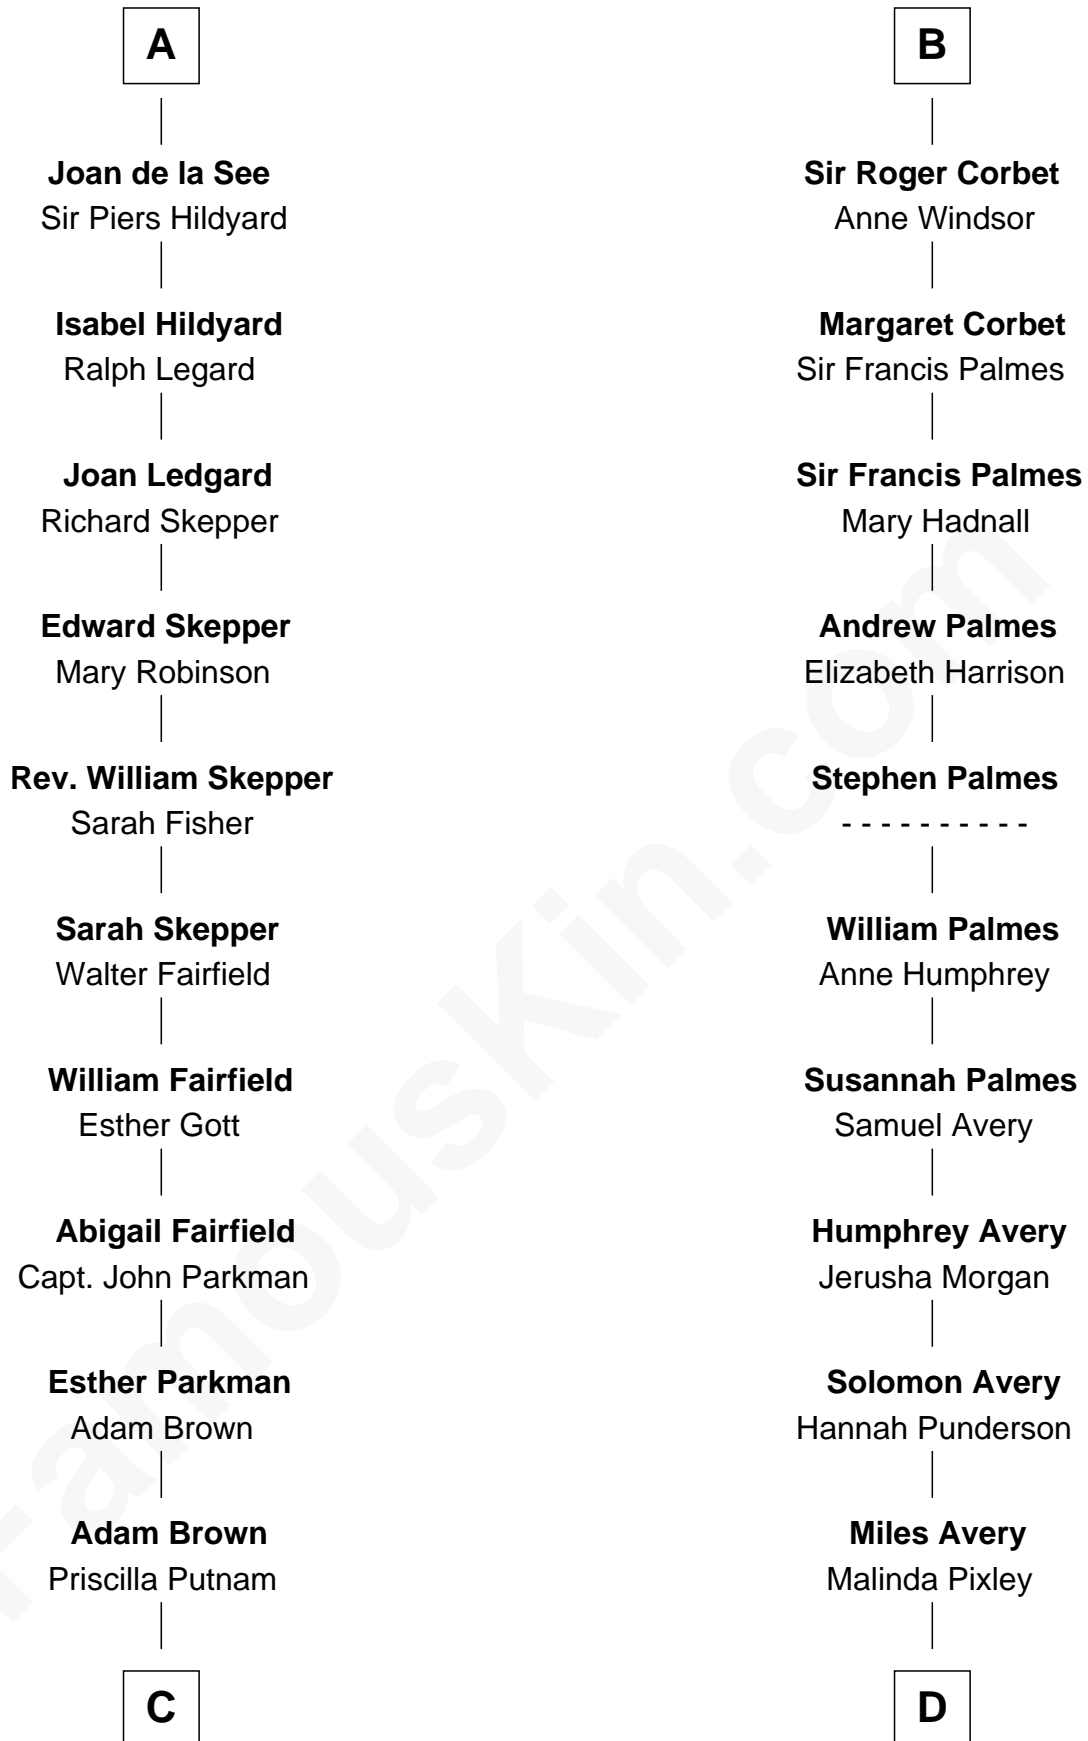 A
Joan de la See
Sir Piers Hildyard
Isabel Hildyard
Ralph Legard
Joan Ledgard
Richard Skepper
Edward Skepper
Mary Robinson
Rev. William Skepper
Sarah Fisher
Sarah Skepper
Walter Fairfield
William Fairfield
Esther Gott
Abigail Fairfield
Capt. John Parkman
Esther Parkman
Adam Brown
Adam Brown
Priscilla Putnam
C
B
Sir Roger Corbet
Anne Windsor
Margaret Corbet
Sir Francis Palmes
Sir Francis Palmes
Mary Hadnall
Andrew Palmes
Elizabeth Harrison
Stephen Palmes
- - - - - - - - - -
William Palmes
Anne Humphrey
Susannah Palmes
Samuel Avery
Humphrey Avery
Jerusha Morgan
Solomon Avery
Hannah Punderson
Miles Avery
Malinda Pixley
D
FamousKin.com